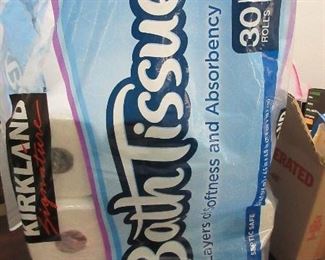 KIRKLAND
Signature
Bath Tissue
Layers of Softness and Absorbency
30
ROLLS
SEPTIC SAFE